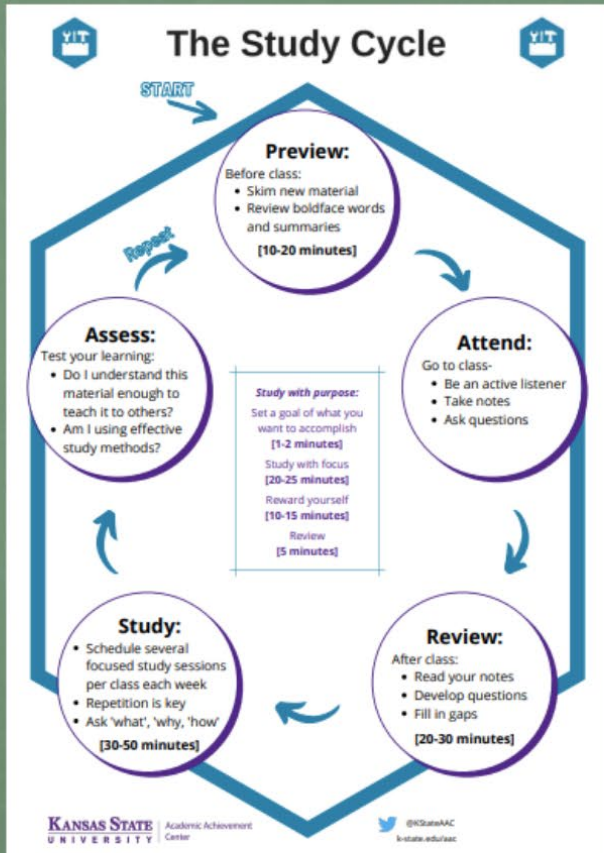 The Study Cycle
START
Preview:
Before class:
• Skim new material
• Review boldface words
and summaries
[10-20 minutes]
Attend:
Go to class-
• Be an active listener
• Take notes
• Ask questions
Review:
After class:
• Read your notes
• Develop questions
• Fill in gaps
[20-30 minutes]
Study:
• Schedule several
focused study sessions
per class each week
• Repetition is key
• Ask 'what', 'why, 'how'
[30-50 minutes]
Assess:
Test your learning:
• Do I understand this
material enough to
teach it to others?
• Am I using effective
study methods?
Repeat
Study with purpose:
Set a goal of what you
want to accomplish
[1-2 minutes]
Study with focus
[20-25 minutes]
Reward yourself
[10-15 minutes]
Review
[5 minutes]
KANSAS STATE
UNIVERSITY
Academic Achievement
Center
@KStateAAC
k-state.edu/aac